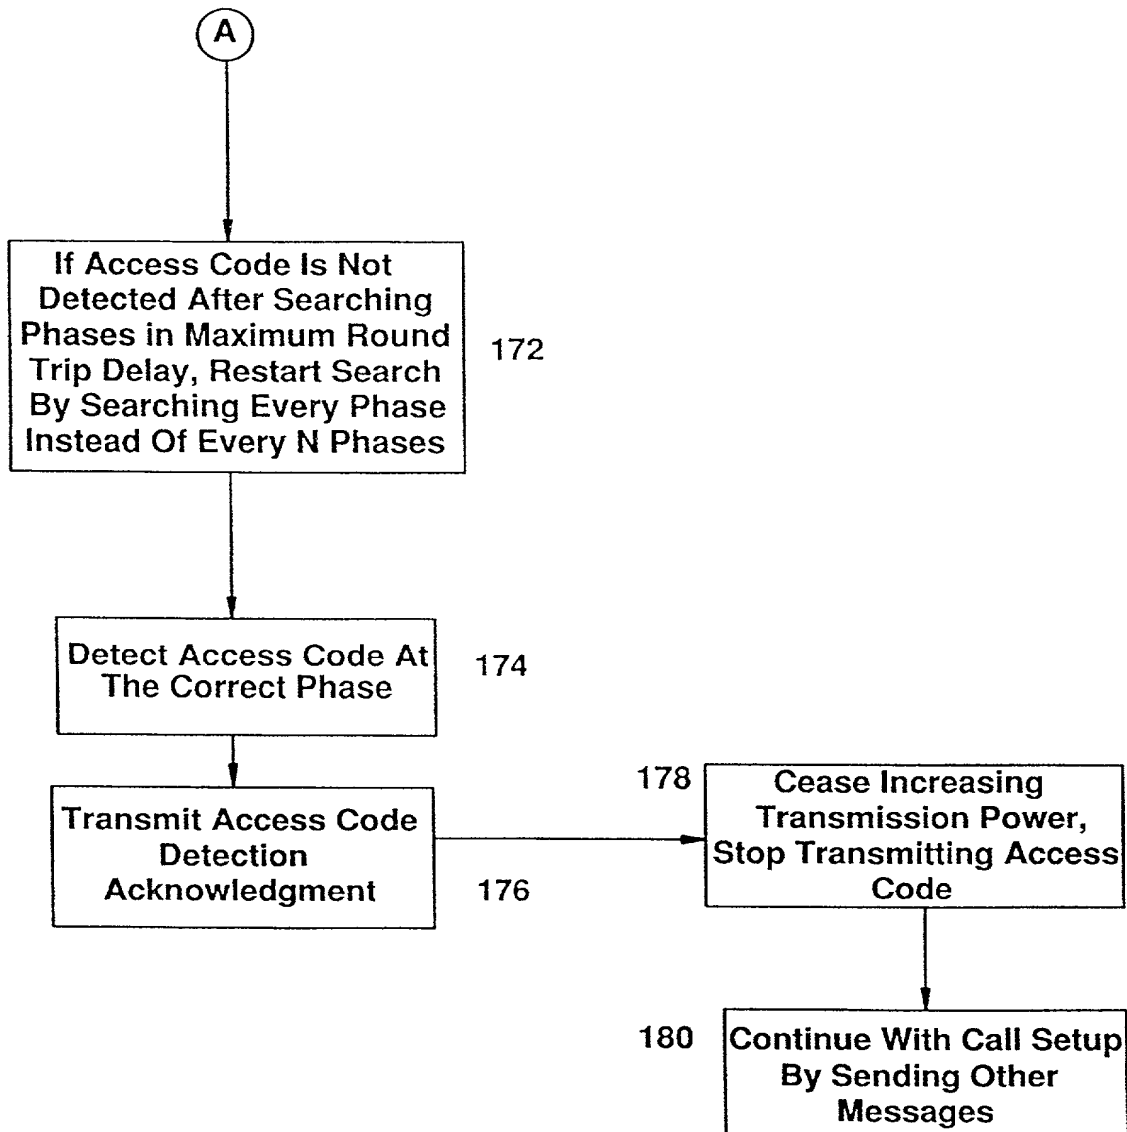 A
If Access Code Is Not
Detected After Searching
Phases in Maximum Round
Trip Delay, Restart Search
By Searching Every Phase
Instead Of Every N Phases
172
Detect Access Code At
The Correct Phase
174
Transmit Access Code
Detection
Acknowledgment
176
178
Cease Increasing
Transmission Power,
Stop Transmitting Access
Code
180
Continue With Call Setup
By Sending Other
Messages